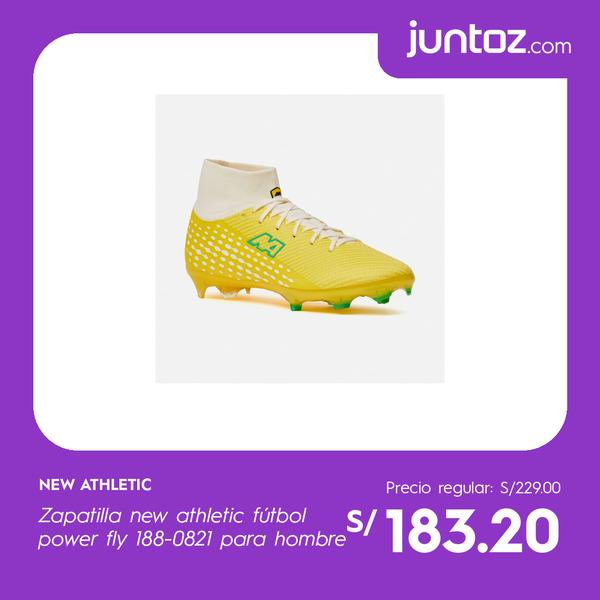 juntoz.com
NA
NEW ATHLETIC
Zapatilla new athletic fútbol
power fly 188-0821 para hombre
Precio regular: S/229.00
S/183.20